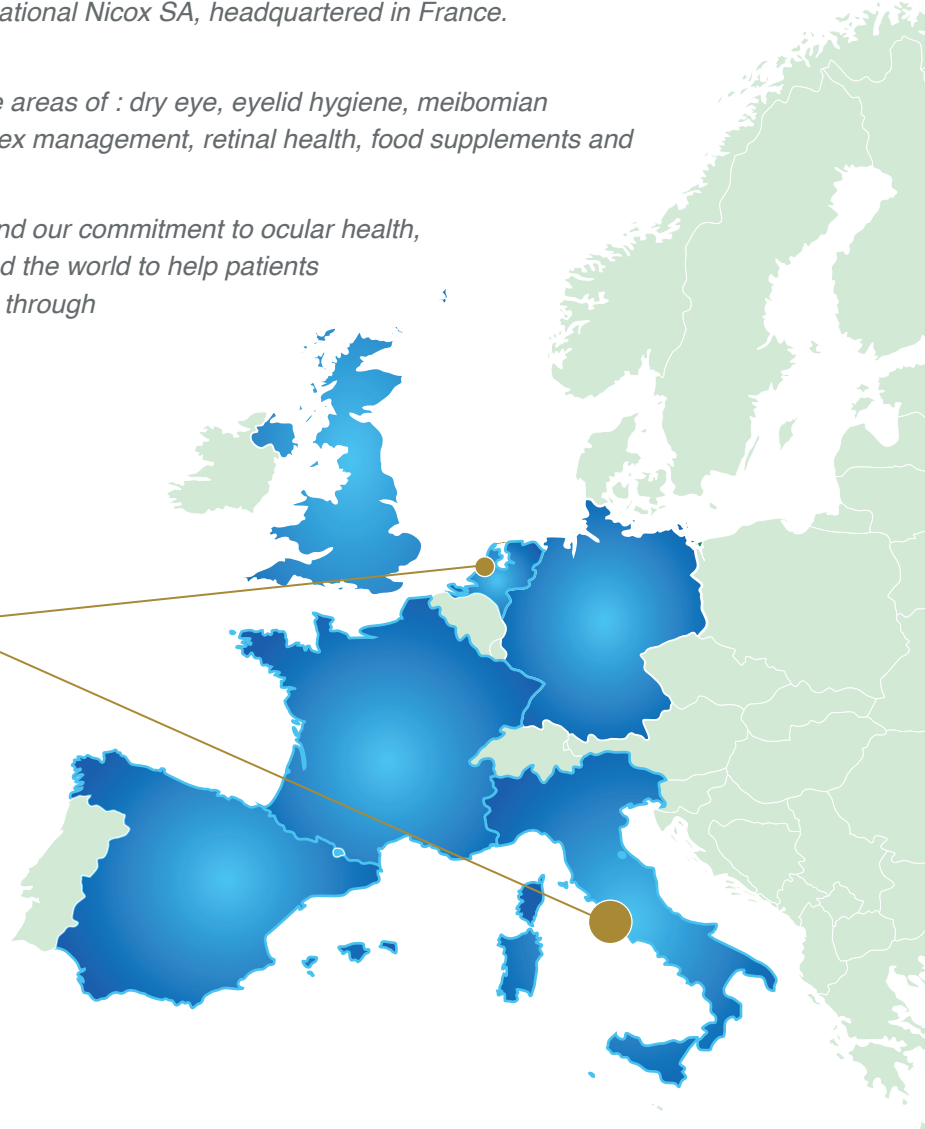 ational Nicox SA, headquartered in France.
e areas of : dry eye, eyelid hygiene, meibomian
ex management, retinal health, food supplements and
nd our commitment to ocular health,
d the world to help patients
through